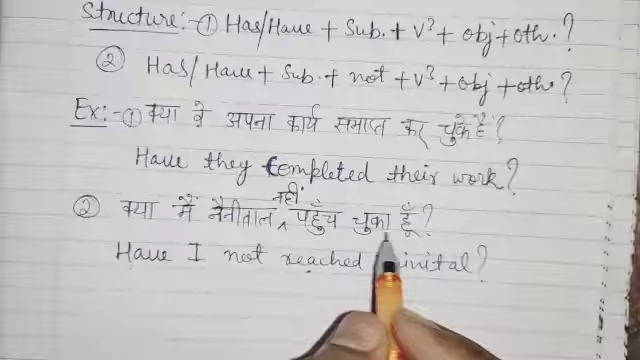 Structure:- ① Has/Have + Sub. + V³ + obj + oth. ?
② Has/Have + Sub. + not + V³ + obj + oth. ?
Ex:- ① क्या वे अपना कार्य समाप्त कर चुके हैं?
Have they completed their work?
② क्या मैं नैनीताल नहीं पहुँच चुका हूँ?
Have I not reached inital?